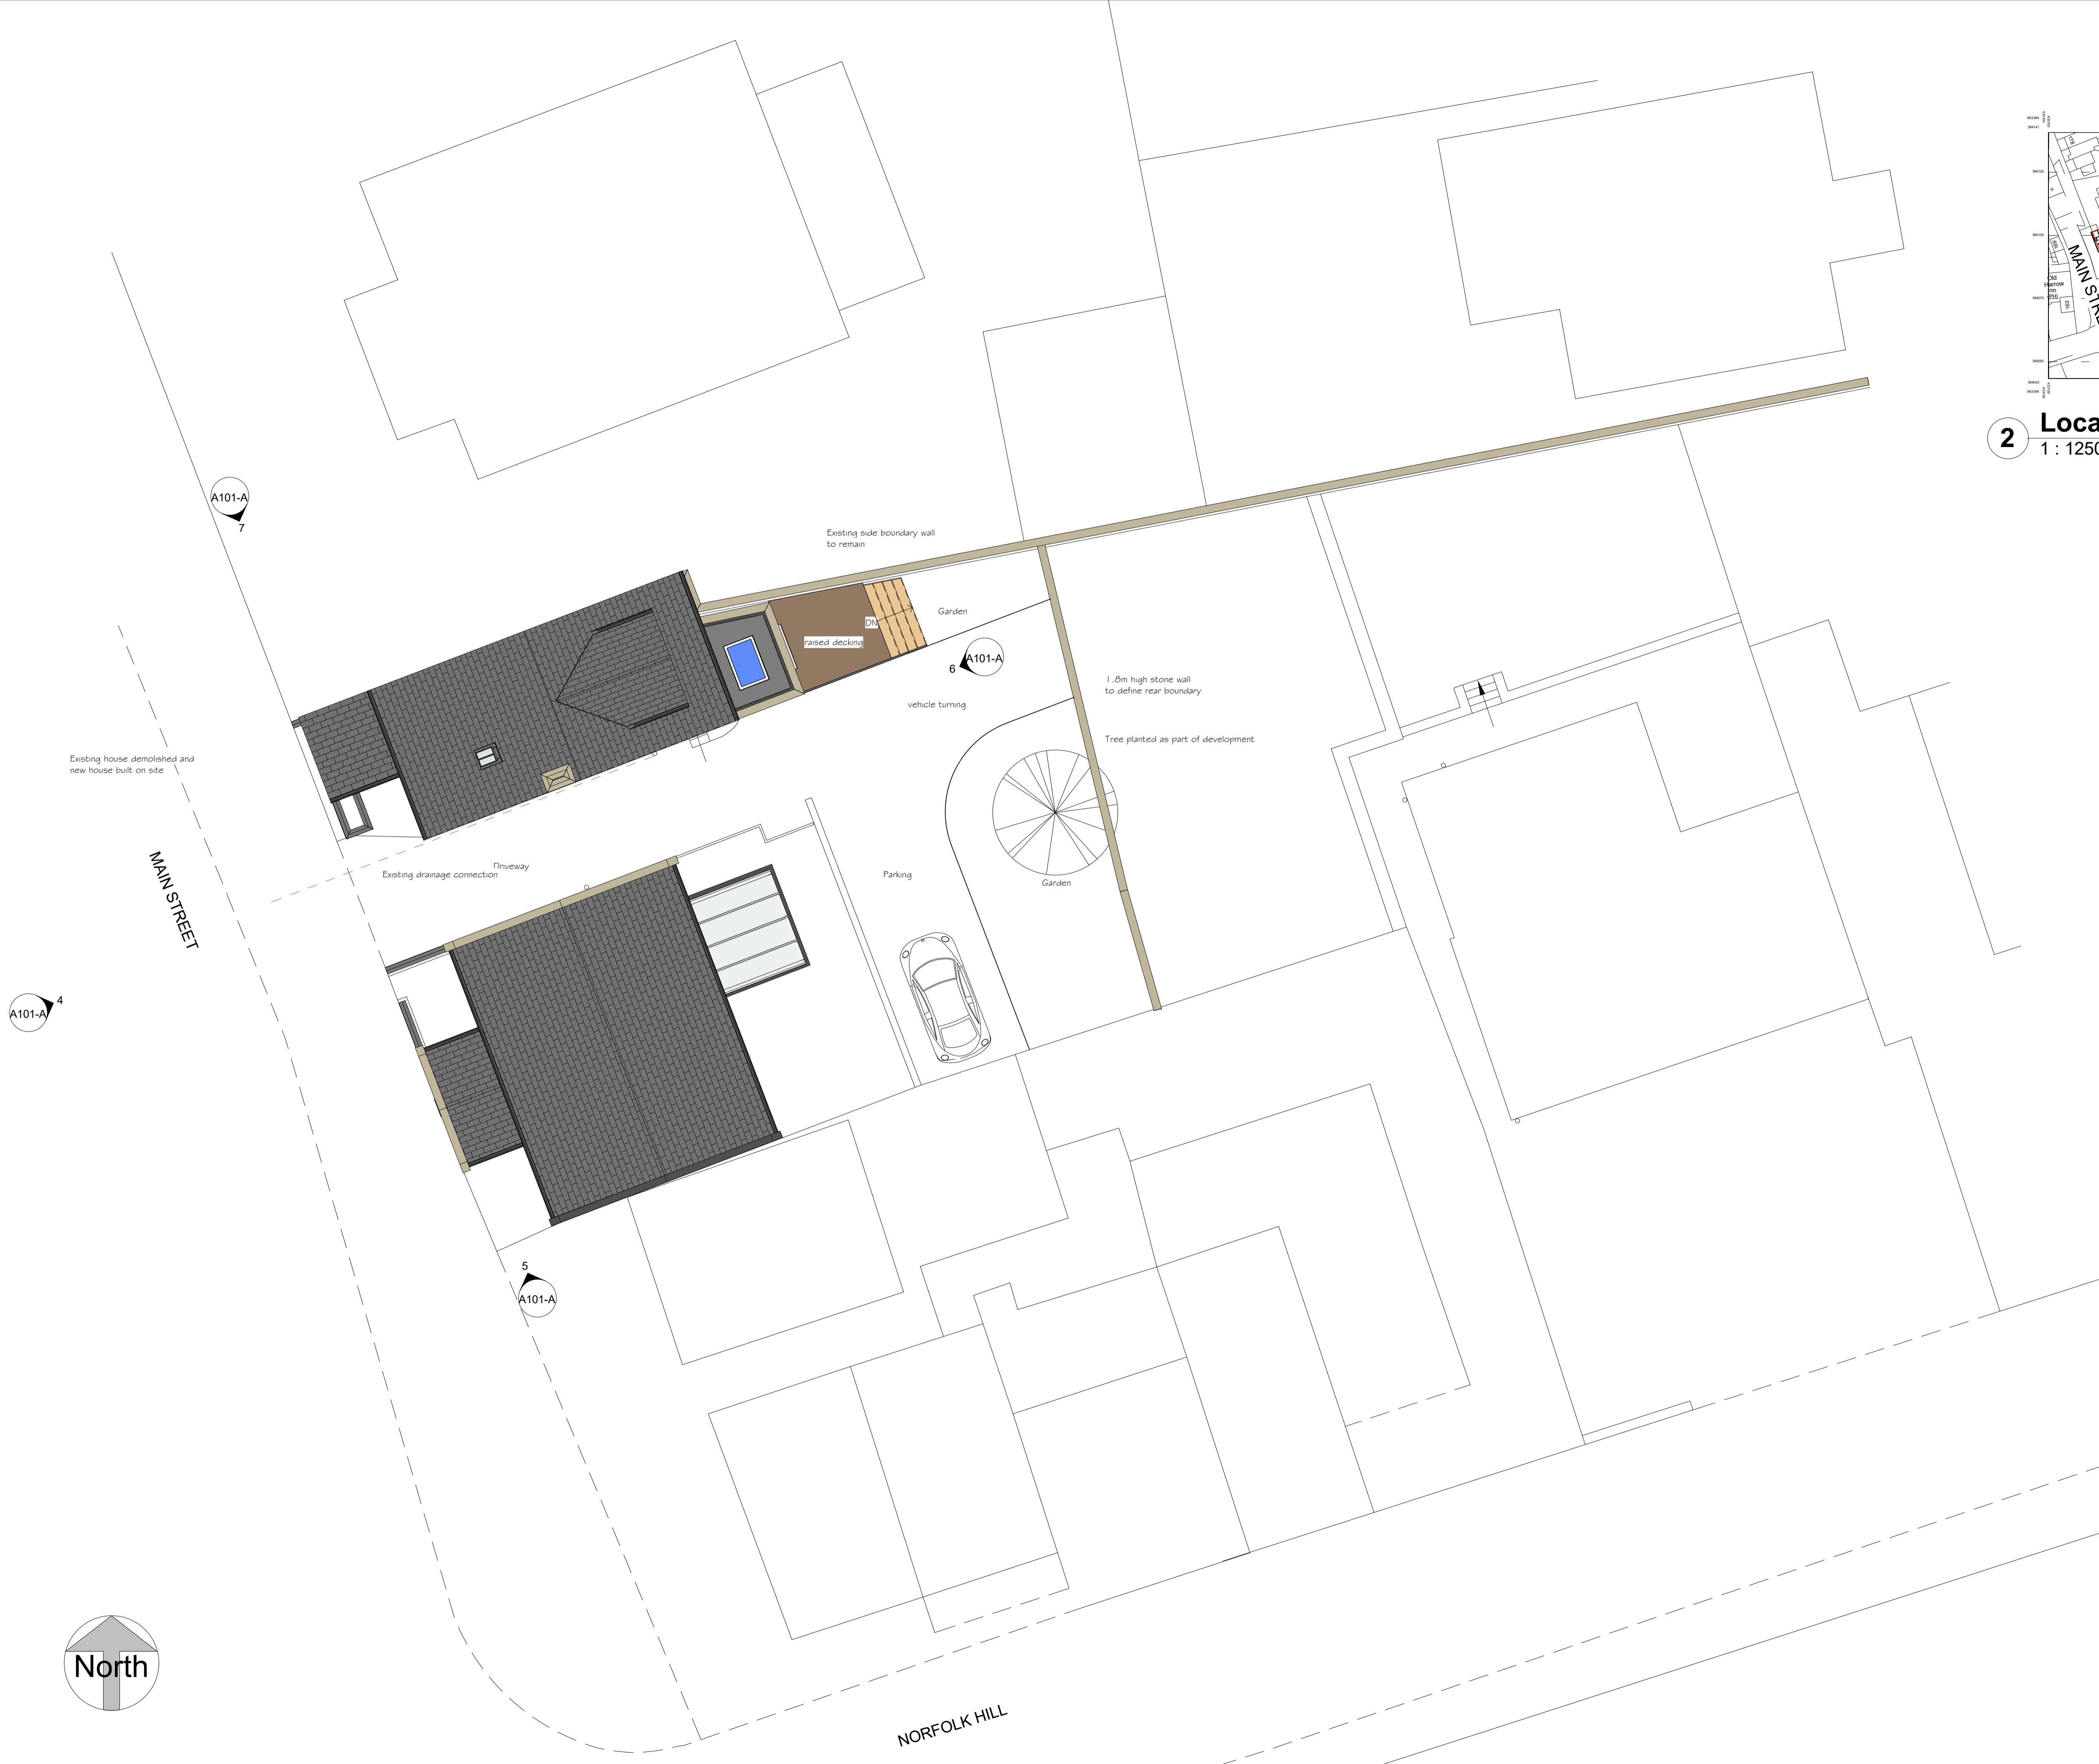 178
MAIN STRE
Old
Harrow
Inn
(PH)
163
2
Loca
1 : 1250
A101-A
7
Existing side boundary wall
to remain
raised decking
DN
Garden
A101-A
6
1.8m high stone wall
to define rear boundary
vehicle turning
Tree planted as part of development
Existing house demolished and
new house built on site
Driveway
Existing drainage connection
Parking
Garden
MAIN STREET
A101-A
4
5
A101-A
North
NORFOLK HILL